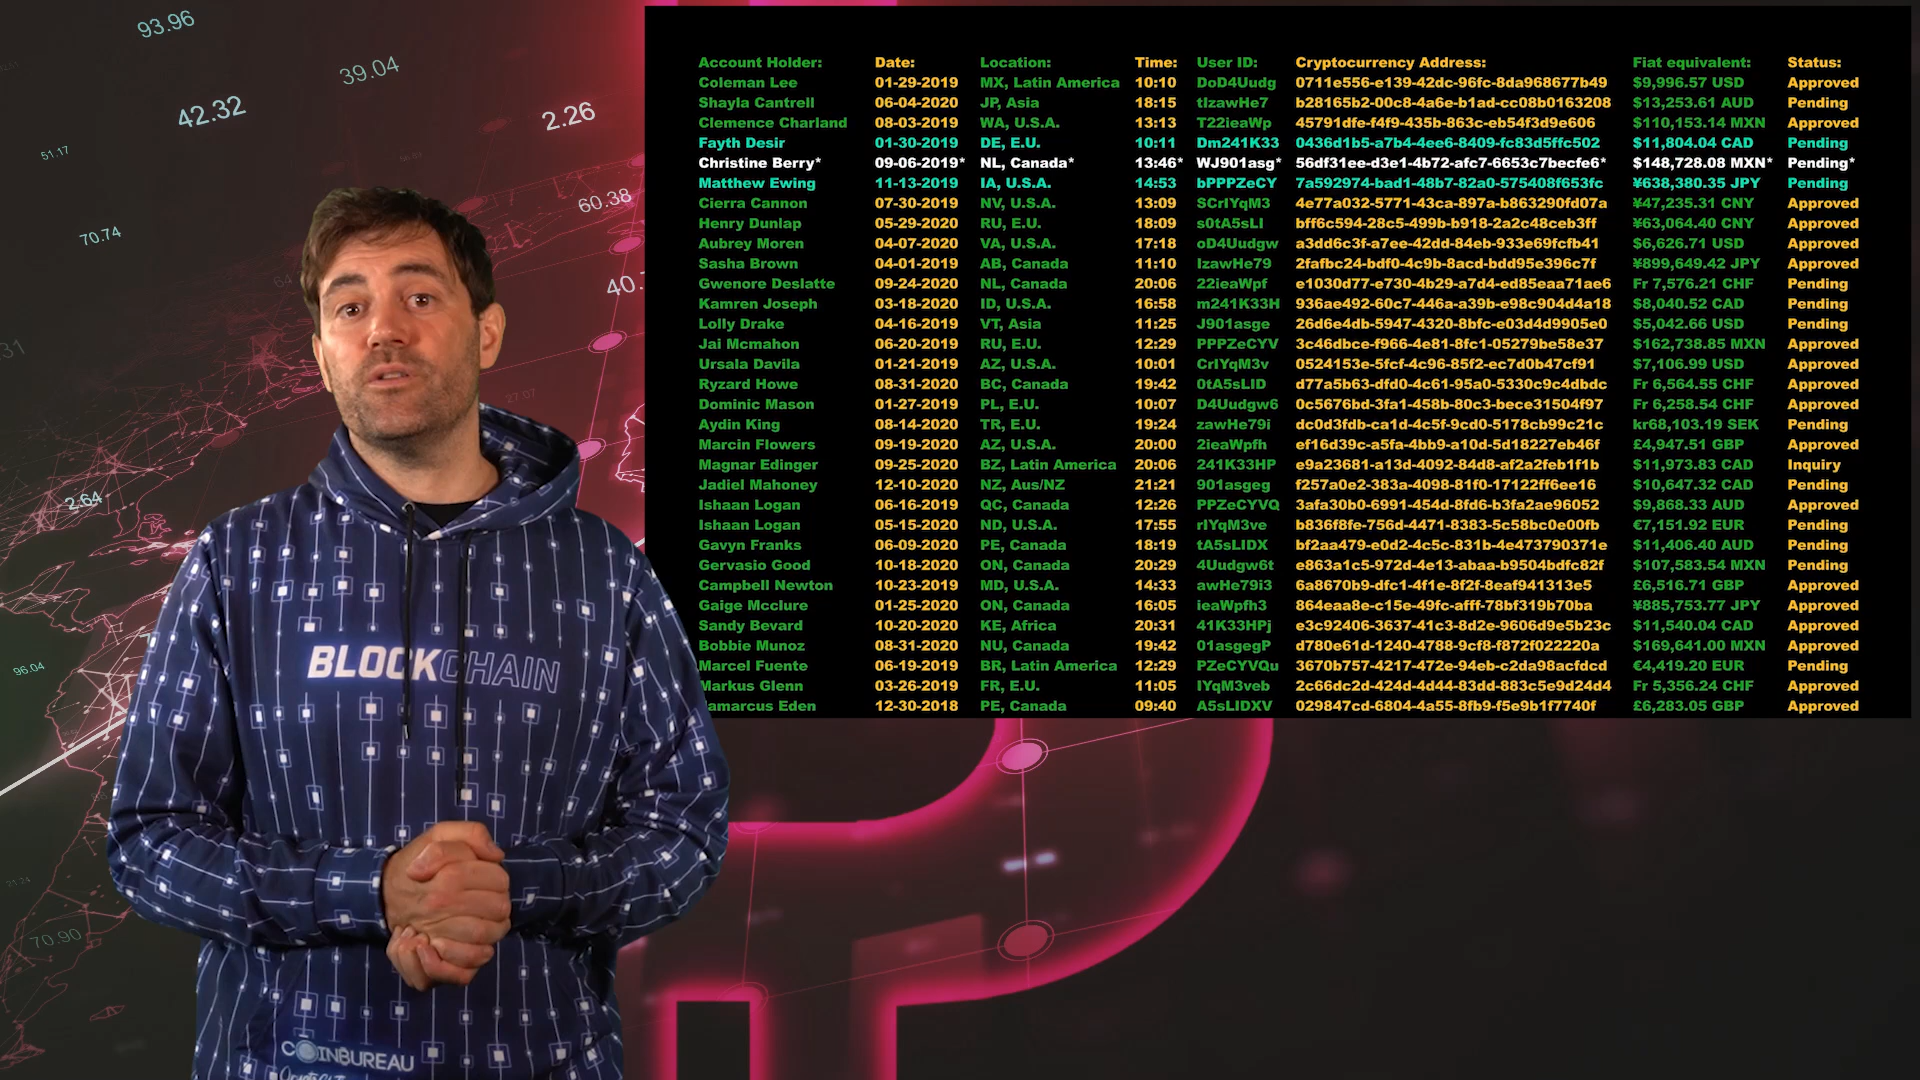 93.96
39.04
42.32
2.26
51.17
60.38
70.74
40.7
31
27.07
2.64
96.04
21.24
70.90
BLOCKCHAIN
COINBUREAU
Account Holder: Date: Location: Time: User ID: Cryptocurrency Address: Fiat equivalent: Status:
Coleman Lee 01-29-2019 MX, Latin America 10:10 DoD4Uudg 0711e556-e139-42dc-96fc-8da968677b49 $9,996.57 USD Approved
Shayla Cantrell 06-04-2020 JP, Asia 18:15 tIzawHe7 b28165b2-00c8-4a6e-b1ad-cc08b0163208 $13,253.61 AUD Pending
Clemence Charland 08-03-2019 WA, U.S.A. 13:13 T22ieaWp 45791dfe-f4f9-435b-863c-eb54f3d9e606 $110,153.14 MXN Approved
Fayth Desir 01-30-2019 DE, E.U. 10:11 Dm241K33 0436d1b5-a7b4-4ee6-8409-fc83d5ffc502 $11,804.04 CAD Pending
Christine Berry* 09-06-2019* NL, Canada* 13:46* WJ901asg* 56df31ee-d3e1-4b72-afc7-6653c7becfe6* $148,728.08 MXN* Pending*
Matthew Ewing 11-13-2019 IA, U.S.A. 14:53 bPPPZeCY 7a592974-bad1-48b7-82a0-575408f653fc ¥638,380.35 JPY Pending
Cierra Cannon 07-30-2019 NV, U.S.A. 13:09 SCrIYqM3 4e77a032-5771-43ca-897a-b863290fd07a ¥47,235.31 CNY Approved
Henry Dunlap 05-29-2020 RU, E.U. 18:09 s0tA5sLI bff6c594-28c5-499b-b918-2a2c48ceb3ff ¥63,064.40 CNY Approved
Aubrey Moren 04-07-2020 VA, U.S.A. 17:18 oD4Uudgw a3dd6c3f-a7ee-42dd-84eb-933e69fcfb41 $6,626.71 USD Approved
Sasha Brown 04-01-2019 AB, Canada 11:10 IzawHe79 2fafbc24-bdf0-4c9b-8acd-bdd95e396c7f ¥899,649.42 JPY Approved
Gwenore Deslatte 09-24-2020 NL, Canada 20:06 22ieaWpf e1030d77-e730-4b29-a7d4-ed85eaa71ae6 Fr 7,576.21 CHF Pending
Kamren Joseph 03-18-2020 ID, U.S.A. 16:58 m241K33H 936ae492-60c7-446a-a39b-e98c904d4a18 $8,040.52 CAD Pending
Lolly Drake 04-16-2019 VT, Asia 11:25 J901asge 26d6e4db-5947-4320-8bfc-e03d4d9905e0 $5,042.66 USD Pending
Jai Mcmahon 06-20-2019 RU, E.U. 12:29 PPPZeCYV 3c46dbce-f966-4e81-8fc1-05279be58e37 $162,738.85 MXN Approved
Ursala Davila 01-21-2019 AZ, U.S.A. 10:01 CrIYqM3v 0524153e-5fcf-4c96-85f2-ec7d0b47cf91 $7,106.99 USD Approved
Ryzard Howe 08-31-2020 BC, Canada 19:42 0tA5sLID d77a5b63-dfd0-4c61-95a0-5330c9c4dbdc Fr 6,564.55 CHF Approved
Dominic Mason 01-27-2019 PL, E.U. 10:07 D4Uudgw6 0c5676bd-3fa1-458b-80c3-bece31504f97 Fr 6,258.54 CHF Approved
Aydin King 08-14-2020 TR, E.U. 19:24 zawHe79i dc0d3fdb-ca1d-4c5f-9cd0-5178cb99c21c kr68,103.19 SEK Pending
Marcin Flowers 09-19-2020 AZ, U.S.A. 20:00 2ieaWpfh ef16d39c-a5fa-4bb9-a10d-5d18227eb46f £4,947.51 GBP Approved
Magnar Edinger 09-25-2020 BZ, Latin America 20:06 241K33HP e9a23681-a13d-4092-84d8-af2a2feb1f1b $11,973.83 CAD Inquiry
Jadiel Mahoney 12-10-2020 NZ, Aus/NZ 21:21 901asgeg f257a0e2-383a-4098-81f0-17122ff6ee16 $10,647.32 CAD Pending
Ishaan Logan 06-16-2019 QC, Canada 12:26 PPZeCYVQ 3afa30b0-6991-454d-8fd6-b3fa2ae96052 $9,868.33 AUD Approved
Ishaan Logan 05-15-2020 ND, U.S.A. 17:55 rIYqM3ve b836f8fe-756d-4471-8383-5c58bc0e00fb €7,151.92 EUR Pending
Gavyn Franks 06-09-2020 PE, Canada 18:19 tA5sLIDX bf2aa479-e0d2-4c5c-831b-4e473790371e $11,406.40 AUD Pending
Gervasio Good 10-18-2020 ON, Canada 20:29 4Uudgw6t e863a1c5-972d-4e13-abaa-b9504bdfc82f $107,583.54 MXN Pending
Campbell Newton 10-23-2019 MD, U.S.A. 14:33 awHe79i3 6a8670b9-dfc1-4f1e-8f2f-8eaf941313e5 £6,516.71 GBP Approved
Gaige Mcclure 01-25-2020 ON, Canada 16:05 ieaWpfh3 864eaa8e-c15e-49fc-afff-78bf319b70ba ¥885,753.77 JPY Approved
Sandy Bevard 10-20-2020 KE, Africa 20:31 41K33HPj e3c92406-3637-41c3-8d2e-9606d9e5b23c $11,540.04 CAD Approved
Bobbie Munoz 08-31-2020 NU, Canada 19:42 01asgegP d780e61d-1240-4788-9cf8-f872f022220a $169,641.00 MXN Approved
Marcel Fuente 06-19-2019 BR, Latin America 12:29 PZeCYVQu 3670b757-4217-472e-94eb-c2da98acfdcd €4,419.20 EUR Pending
Markus Glenn 03-26-2019 FR, E.U. 11:05 IYqM3veb 2c66dc2d-424d-4d44-83dd-883c5e9d24d4 Fr 5,356.24 CHF Approved
amarcus Eden 12-30-2018 PE, Canada 09:40 A5sLIDXV 029847cd-6804-4a55-8fb9-f5e9b1f7740f £6,283.05 GBP Approved